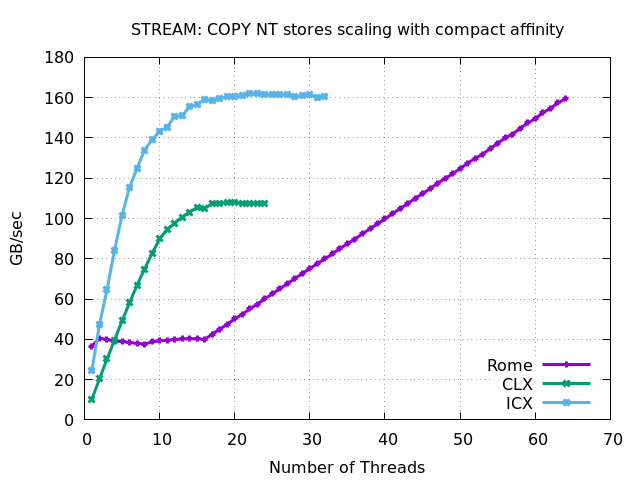 STREAM: COPY NT stores scaling with compact affinity
180
160
140
120
100
80
60
40
20
0
GB/sec
Rome
CLX
ICX
0 10 20 30 40 50 60 70
Number of Threads